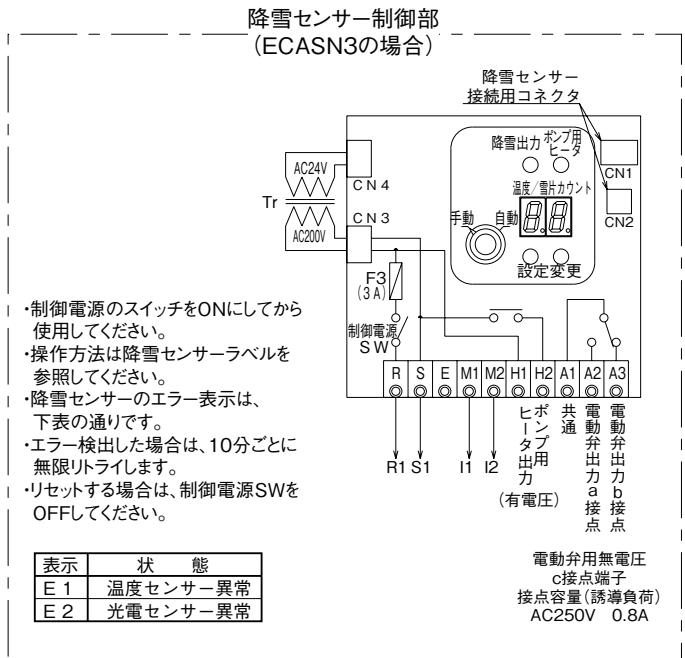 降雪センサー制御部
(ECASN3の場合)
降雪センサー
接続用コネクタ
降雪出力
ポンプ用
ヒータ
CN1
AC24V
CN4
温度/雪片カウント
Tr
CN3
手動
自動
8.8.
CN2
AC200V
設定変更
F3
(3A)
・制御電源のスイッチをONにしてから
使用してください。
・操作方法は降雪センサーラベルを
参照してください。
・降雪センサーのエラー表示は、
下表の通りです。
・エラー検出した場合は、10分ごとに
無限リトライします。
・リセットする場合は、制御電源SWを
OFFしてください。
制御電源
SW
R S E M1 M2 H1 H2 A1 A2 A3
R1 S1 I1 I2
ポンプ用
ヒータ出力
(有電圧)
共通
電動弁出力a接点
電動弁出力b接点
表示 状 態
E1 温度センサー異常
E2 光電センサー異常
電動弁用無電圧
c接点端子
接点容量(誘導負荷)
AC250V 0.8A